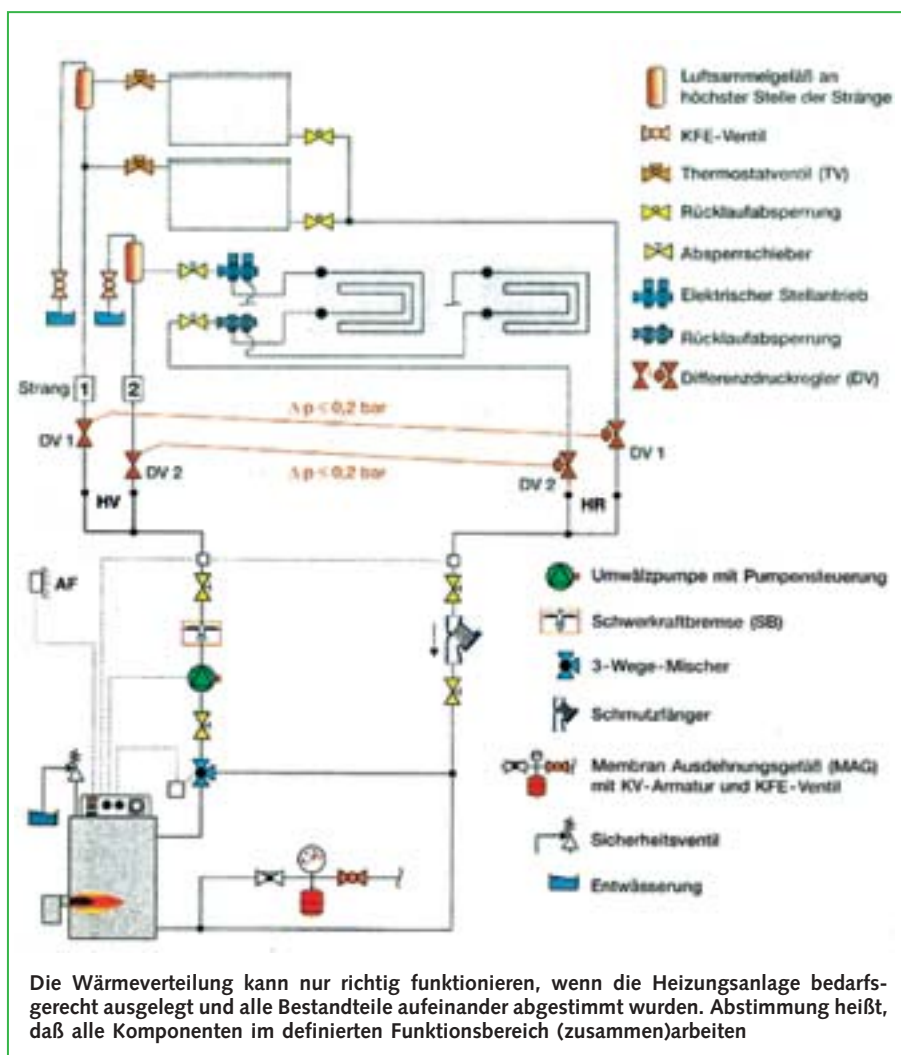 Luftsammelgefäß an
höchster Stelle der Stränge
KFE-Ventil
Thermostatventil (TV)
Rücklaufabsperrung
Absperrschieber
Elektrischer Stellantrieb
Rücklaufabsperrung
Differenzdruckregler (DV)
Strang 1 2
Δp ≤ 0,2 bar
DV 1
DV 1
DV 2
Δp ≤ 0,2 bar
DV 2
HV
HR
AF
Umwälzpumpe mit Pumpensteuerung
Schwerkraftbremse (SB)
3-Wege-Mischer
Schmutzfänger
Membran Ausdehnungsgefäß (MAG)
mit KV-Armatur und KFE-Ventil
Sicherheitsventil
Entwässerung
Die Wärmeverteilung kann nur richtig funktionieren, wenn die Heizungsanlage bedarfs-
gerecht ausgelegt und alle Bestandteile aufeinander abgestimmt wurden. Abstimmung heißt,
daß alle Komponenten im definierten Funktionsbereich (zusammen)arbeiten